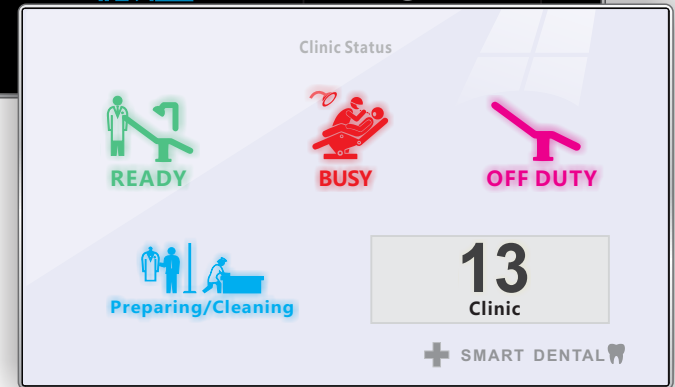 Clinic Status
READY
BUSY
OFF DUTY
Preparing/Cleaning
13
Clinic
SMART DENTAL